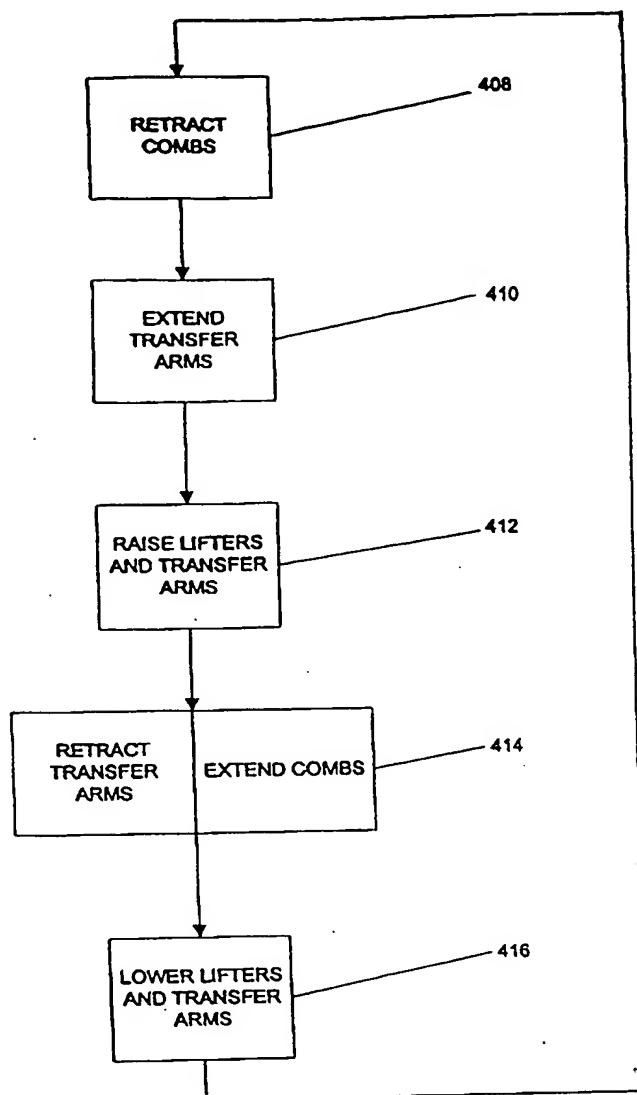 408
RETRACT
COMBS
410
EXTEND
TRANSFER
ARMS
412
RAISE LIFTERS
AND TRANSFER
ARMS
RETRACT
TRANSFER
ARMS
EXTEND COMBS
414
416
LOWER LIFTERS
AND TRANSFER
ARMS